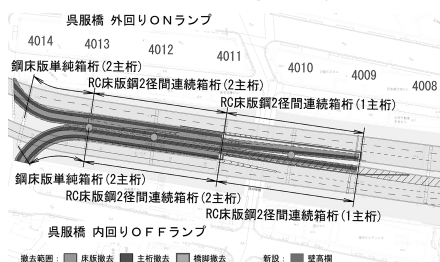 呉服橋 外回りＯＮランプ
4014
4013
4012
4011
4010
4009
4008
鋼床版単純箱桁(2主桁)
RC床版鋼2径間連続箱桁(2主桁)
RC床版鋼2径間連続箱桁(1主桁)
鋼床版単純箱桁(2主桁)
RC床版鋼2径間連続箱桁(2主桁)
RC床版鋼2径間連続箱桁(1主桁)
呉服橋 内回りＯＦＦランプ
撤去範囲： 床版撤去 主桁撤去 橋脚撤去 新設： 壁高欄